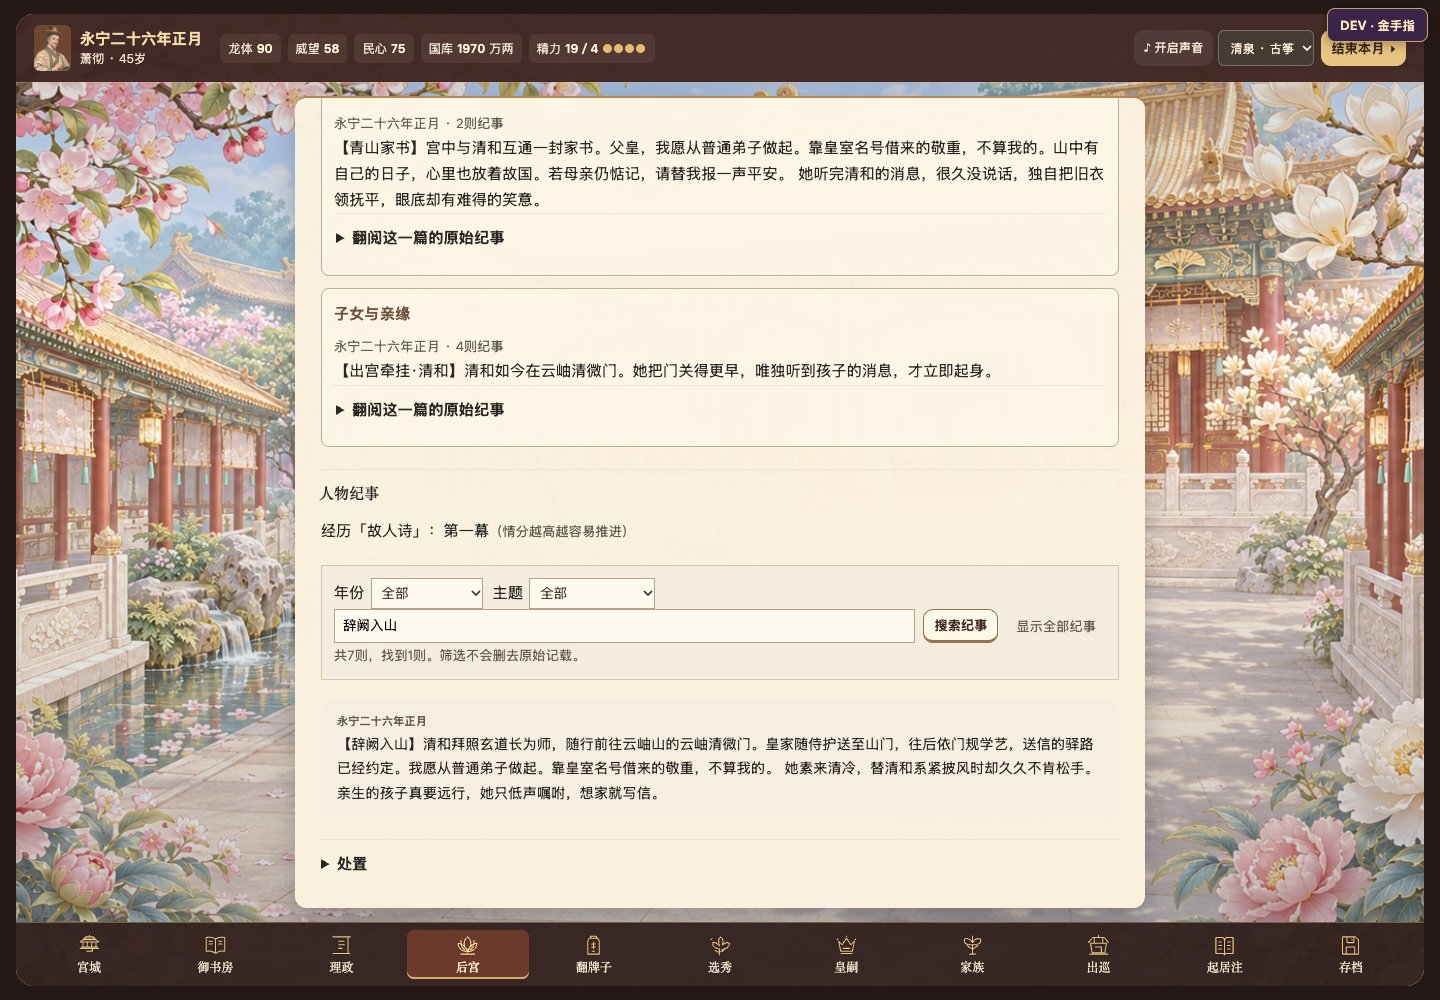 永宁二十六年正月
萧彻 · 45岁
龙体 90
威望 58
民心 75
国库 1970 万两
精力 19 / 4
♪ 开启声音
清泉 · 古筝
DEV · 金手指
结束本月 ›
永宁二十六年正月 · 2则纪事
【青山家书】宫中与清和互通一封家书。父皇，我愿从普通弟子做起。靠皇室名号借来的敬重，不算我的。山中有
自己的日子，心里也放着故国。若母亲仍惦记，请替我报一声平安。 她听完清和的消息，很久没说话，独自把旧衣
领抚平，眼底却有难得的笑意。
▶ 翻阅这一篇的原始纪事
子女与亲缘
永宁二十六年正月 · 4则纪事
【出宫牵挂·清和】清和如今在云岫清微门。她把门关得更早，唯独听到孩子的消息，才立即起身。
▶ 翻阅这一篇的原始纪事
人物纪事
经历「故人诗」：第一幕（情分越高越容易推进）
年份 全部 主题 全部
辞阙入山
搜索纪事
显示全部纪事
共7则，找到1则。筛选不会删去原始记载。
永宁二十六年正月
【辞阙入山】清和拜照玄道长为师，随行前往云岫山的云岫清微门。皇家随侍护送至山门，往后依门规学艺，送信的驿路
已经约定。我愿从普通弟子做起。靠皇室名号借来的敬重，不算我的。 她素来清冷，替清和系紧披风时却久久不肯松手。
亲生的孩子真要远行，她只低声嘱咐，想家就写信。
▶ 处置
官城
御书房
理政
后宫
翻牌子
选秀
皇嗣
家族
出巡
起居注
存档